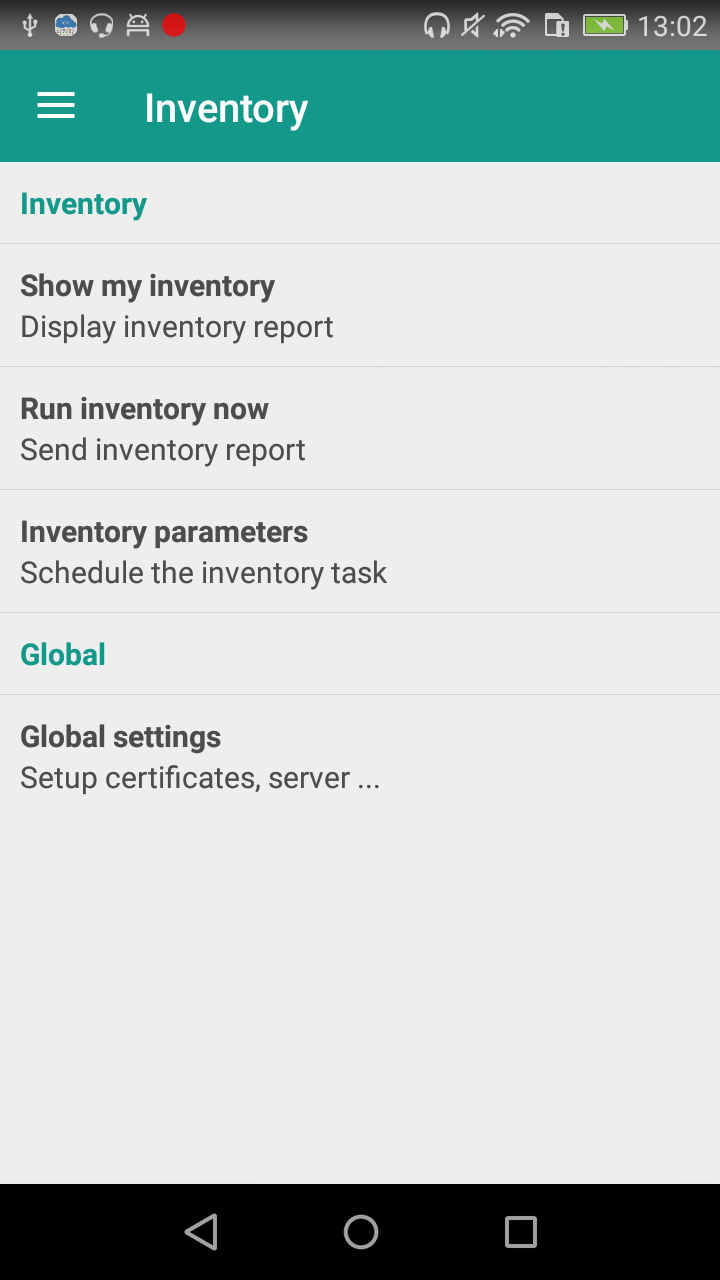 13:02
Inventory
Inventory
Show my inventory
Display inventory report
Run inventory now
Send inventory report
Inventory parameters
Schedule the inventory task
Global
Global settings
Setup certificates, server ...